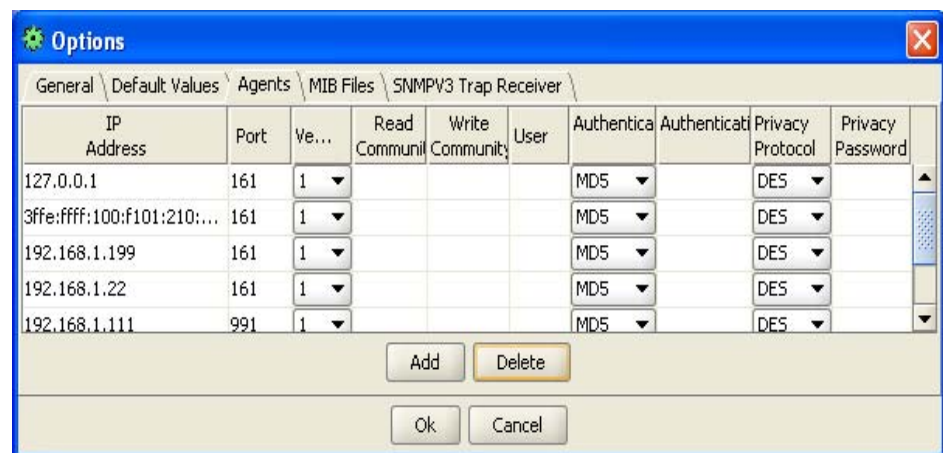 Options
General Default Values Agents MIB Files SNMPV3 Trap Receiver
IP Address Port Ve... Read Communit Write Community User Authentica Authenticati Privacy Protocol Privacy Password
127.0.0.1 161 1 MD5 DES
3ffe:ffff:100:f101:210:... 161 1 MD5 DES
192.168.1.199 161 1 MD5 DES
192.168.1.22 161 1 MD5 DES
192.168.1.111 991 1 MD5 DES
Add Delete
Ok Cancel